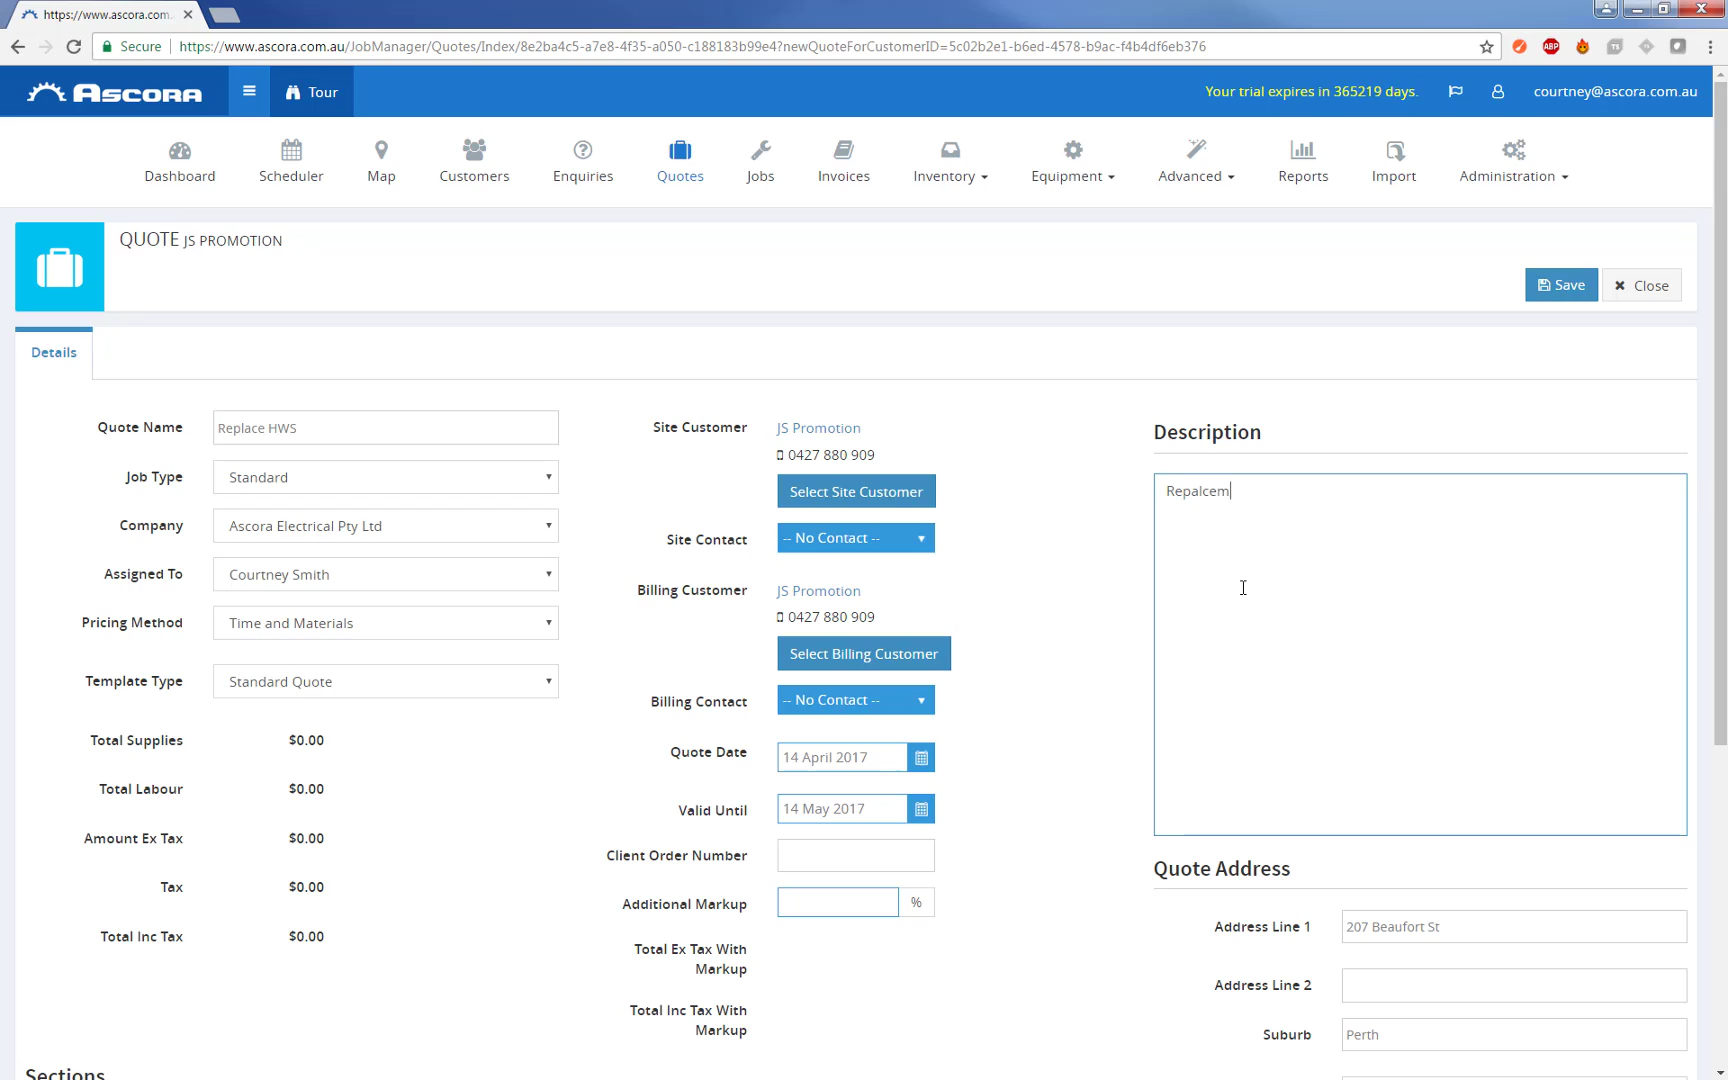 https://www.ascora.com.
Secure https://www.ascora.com.au/JobManager/Quotes/Index/8e2ba4c5-a7e8-4f35-a050-c188183b99e4?newQuoteForCustomerID=5c02b2e1-b6ed-4578-b9ac-f4b4df6eb376
ABP
ASCORA Tour Your trial expires in 365219 days. courtney@ascora.com.au
Dashboard Scheduler Map Customers Enquiries Quotes Jobs Invoices Inventory Equipment Advanced Reports Import Administration
QUOTE JS PROMOTION
Save Close
Details
Quote Name Replace HWS
Job Type Standard
Company Ascora Electrical Pty Ltd
Assigned To Courtney Smith
Pricing Method Time and Materials
Template Type Standard Quote
Total Supplies $0.00
Total Labour $0.00
Amount Ex Tax $0.00
Tax $0.00
Total Inc Tax $0.00
Sections
Site Customer JS Promotion
0427 880 909
Select Site Customer
Site Contact -- No Contact --
Billing Customer JS Promotion
0427 880 909
Select Billing Customer
Billing Contact -- No Contact --
Quote Date 14 April 2017
Valid Until 14 May 2017
Client Order Number
Additional Markup %
Total Ex Tax With
Markup
Total Inc Tax With
Markup
Description
Repalcem
Quote Address
Address Line 1 207 Beaufort St
Address Line 2
Suburb Perth